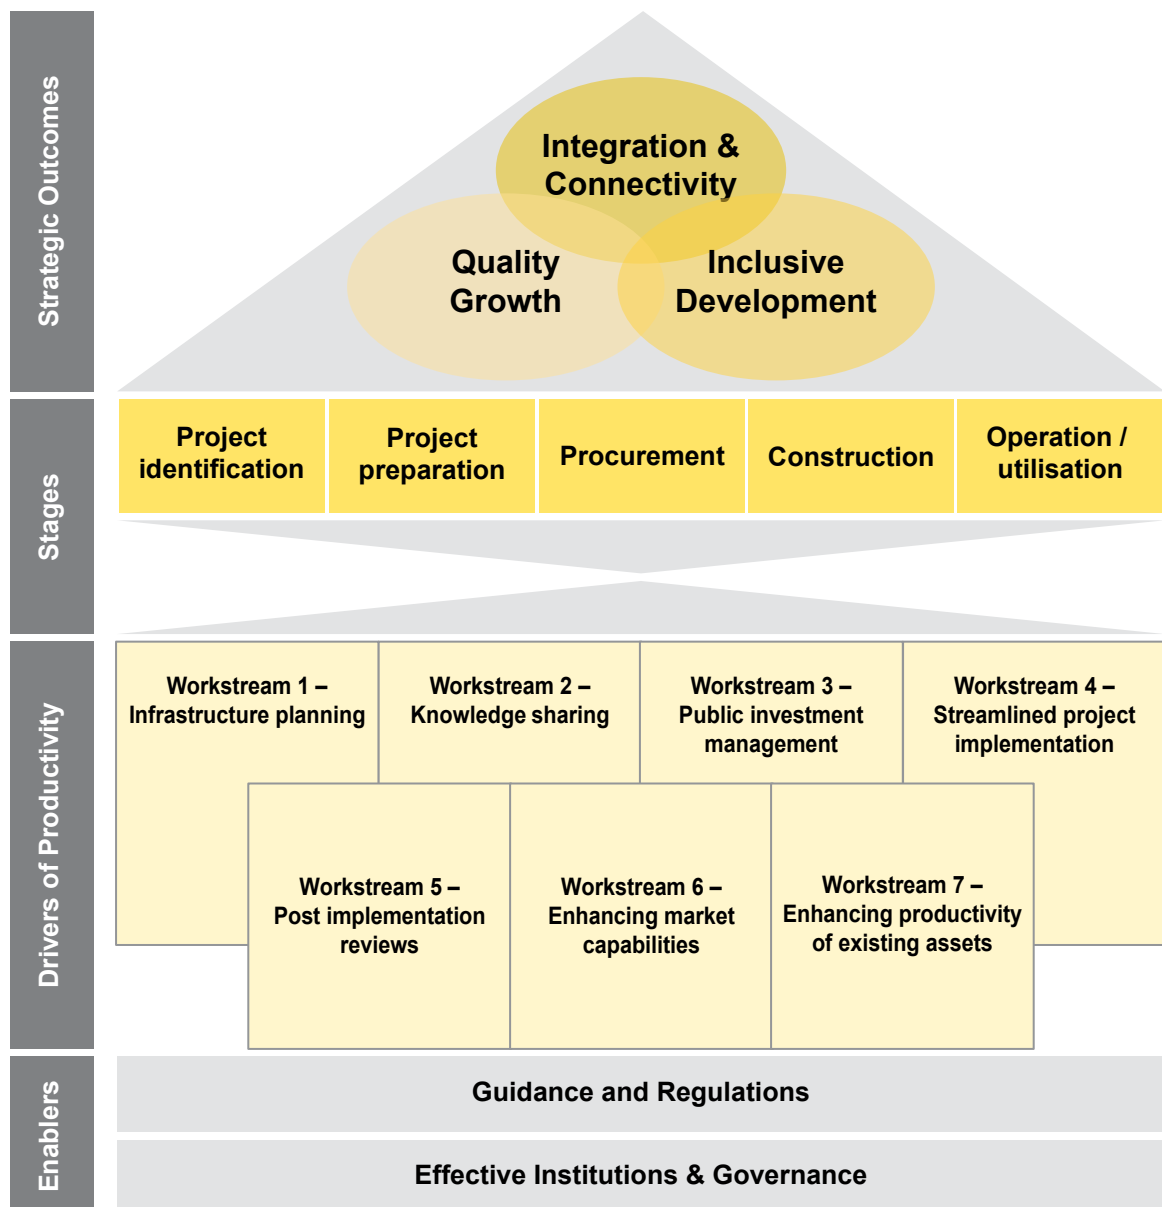 Strategic Outcomes
Integration &
Connectivity
Quality
Growth
Inclusive
Development
Stages
Project
identification
Project
preparation
Procurement
Construction
Operation /
utilisation
Drivers of Productivity
Workstream 1 –
Infrastructure planning
Workstream 2 –
Knowledge sharing
Workstream 3 –
Public investment
management
Workstream 4 –
Streamlined project
implementation
Workstream 5 –
Post implementation
reviews
Workstream 6 –
Enhancing market
capabilities
Workstream 7 –
Enhancing productivity
of existing assets
Enablers
Guidance and Regulations
Effective Institutions & Governance